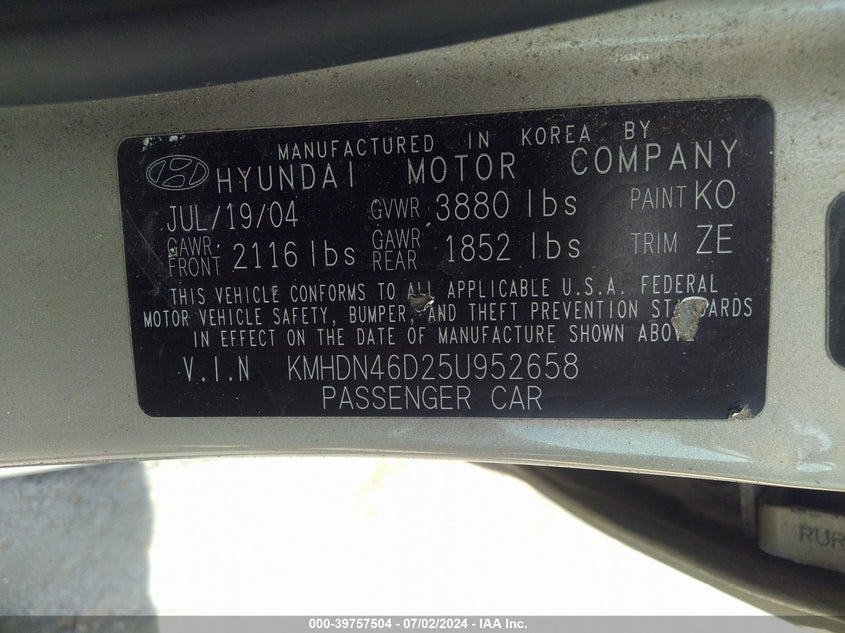 MANUFACTURED IN KOREA BY
HYUNDAI MOTOR COMPANY
JUL/19/04 GVWR 3880 lbs PAINT KO
GAWR FRONT 2116 lbs GAWR REAR 1852 lbs TRIM ZE
THIS VEHICLE CONFORMS TO ALL APPLICABLE U.S.A. FEDERAL
MOTOR VEHICLE SAFETY, BUMPER, AND THEFT PREVENTION STANDARDS
IN EFFECT ON THE DATE OF MANUFACTURE SHOWN ABOVE
V.I.N KMHDN46D25U952658
PASSENGER CAR
RUR
000-39757504 - 07/02/2024 - IAA Inc.